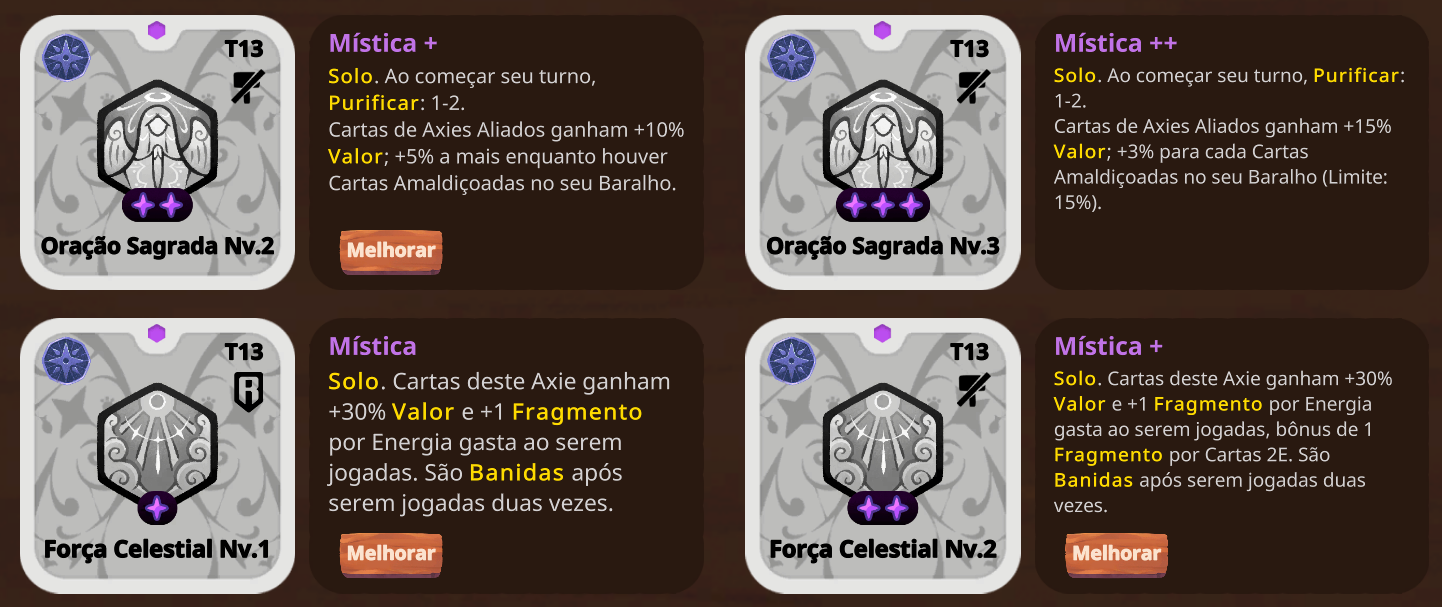 T13
Oração Sagrada Nv.2
Mística +
Solo. Ao começar seu turno,
Purificar: 1-2.
Cartas de Axies Aliados ganham +10%
Valor; +5% a mais enquanto houver
Cartas Amaldiçoadas no seu Baralho.
Melhorar
T13
Oração Sagrada Nv.3
Mística ++
Solo. Ao começar seu turno, Purificar:
1-2.
Cartas de Axies Aliados ganham +15%
Valor; +3% para cada Cartas
Amaldiçoadas no seu Baralho (Limite:
15%).
T13
R
Força Celestial Nv.1
Mística
Solo. Cartas deste Axie ganham
+30% Valor e +1 Fragmento
por Energia gasta ao serem
jogadas. São Banidas após
serem jogadas duas vezes.
Melhorar
T13
Força Celestial Nv.2
Mística +
Solo. Cartas deste Axie ganham +30%
Valor e +1 Fragmento por Energia
gasta ao serem jogadas, bônus de 1
Fragmento por Cartas 2E. São
Banidas após serem jogadas duas
vezes.
Melhorar